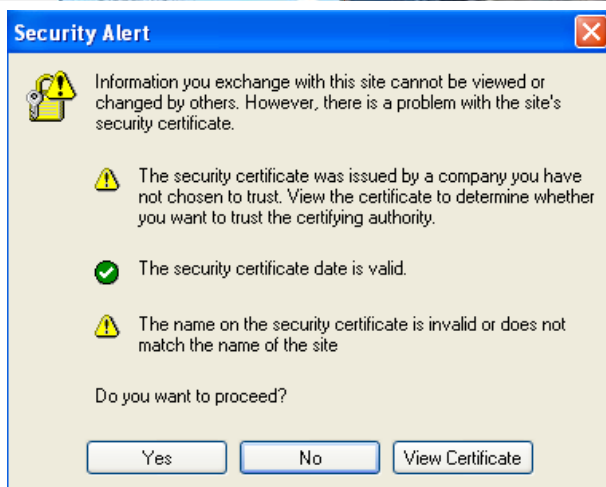 Security Alert
Information you exchange with this site cannot be viewed or
changed by others. However, there is a problem with the site's
security certificate.
The security certificate was issued by a company you have
not chosen to trust. View the certificate to determine whether
you want to trust the certifying authority.
The security certificate date is valid.
The name on the security certificate is invalid or does not
match the name of the site
Do you want to proceed?
Yes No View Certificate